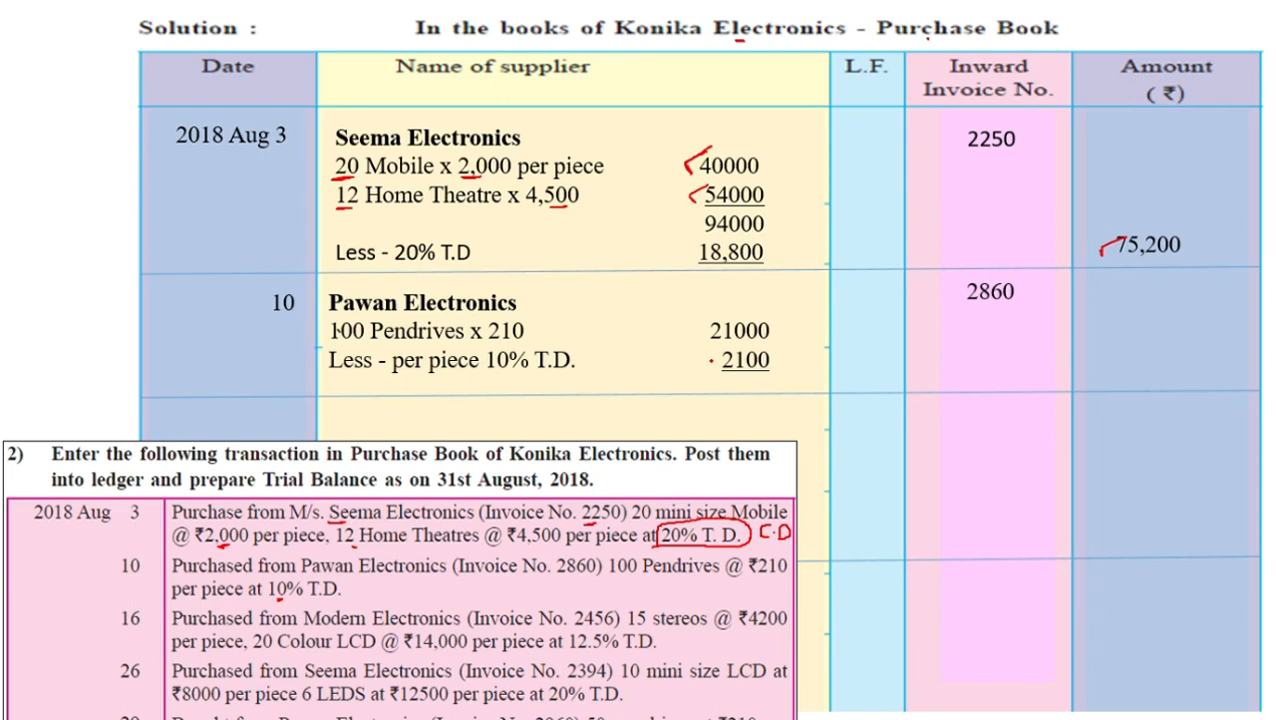 Solution : In the books of Konika Electronics - Purchase Book
Date Name of supplier L.F. Inward Invoice No. Amount (₹)
2018 Aug 3 Seema Electronics 2250
20 Mobile x 2,000 per piece 40000
12 Home Theatre x 4,500 54000
94000
Less - 20% T.D 18,800 75,200
10 Pawan Electronics 2860
100 Pendrives x 210 21000
Less - per piece 10% T.D. 2100
2) Enter the following transaction in Purchase Book of Konika Electronics. Post them
into ledger and prepare Trial Balance as on 31st August, 2018.
2018 Aug 3 Purchase from M/s. Seema Electronics (Invoice No. 2250) 20 mini size Mobile
@ ₹2,000 per piece, 12 Home Theatres @ ₹4,500 per piece at 20% T. D. C.D
10 Purchased from Pawan Electronics (Invoice No. 2860) 100 Pendrives @ ₹210
per piece at 10% T.D.
16 Purchased from Modern Electronics (Invoice No. 2456) 15 stereos @ ₹4200
per piece, 20 Colour LCD @ ₹14,000 per piece at 12.5% T.D.
26 Purchased from Seema Electronics (Invoice No. 2394) 10 mini size LCD at
₹8000 per piece 6 LEDS at ₹12500 per piece at 20% T.D.